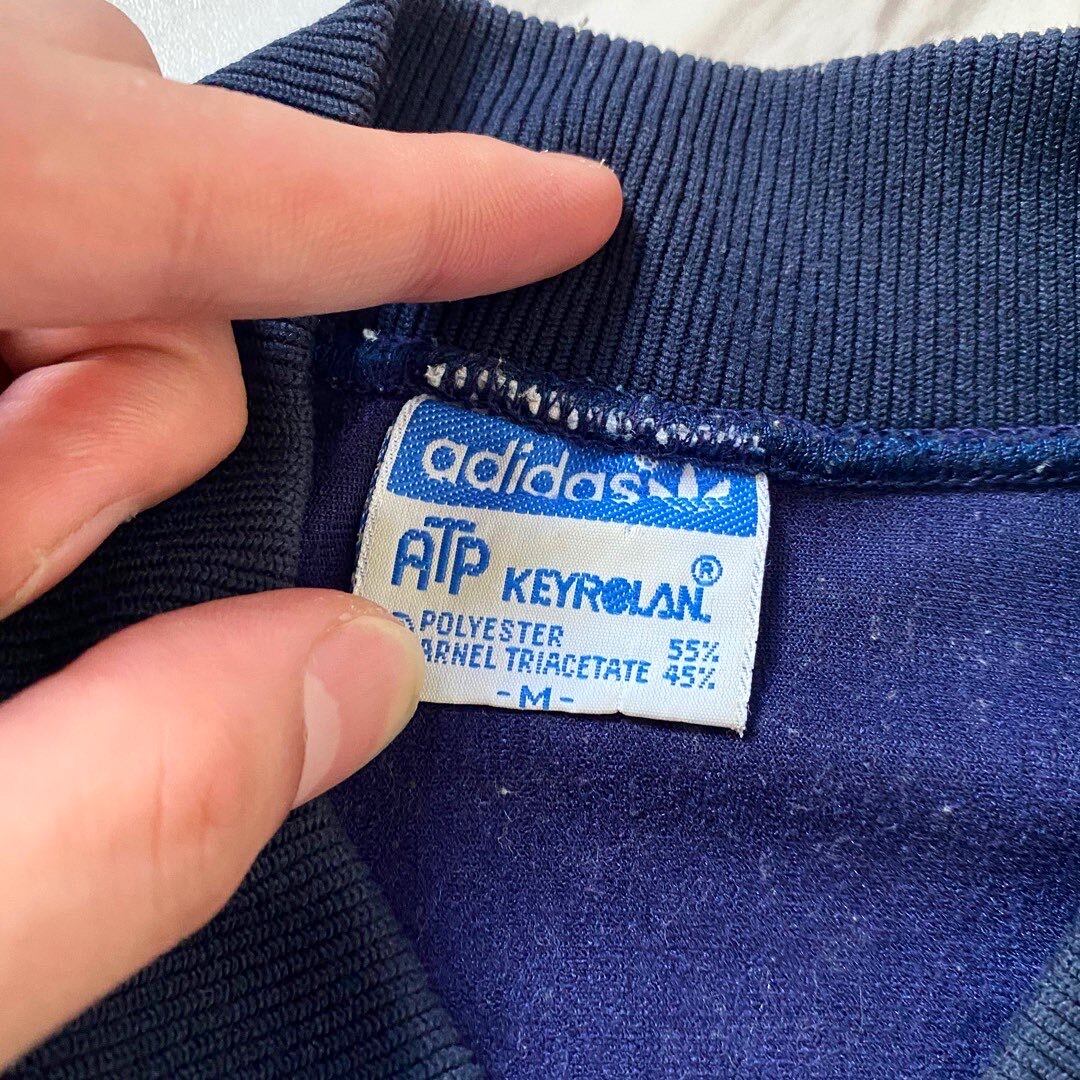 adidas
ATP KEYROLAN®
POLYESTER 55%
ARNEL TRIACETATE 45%
- M -